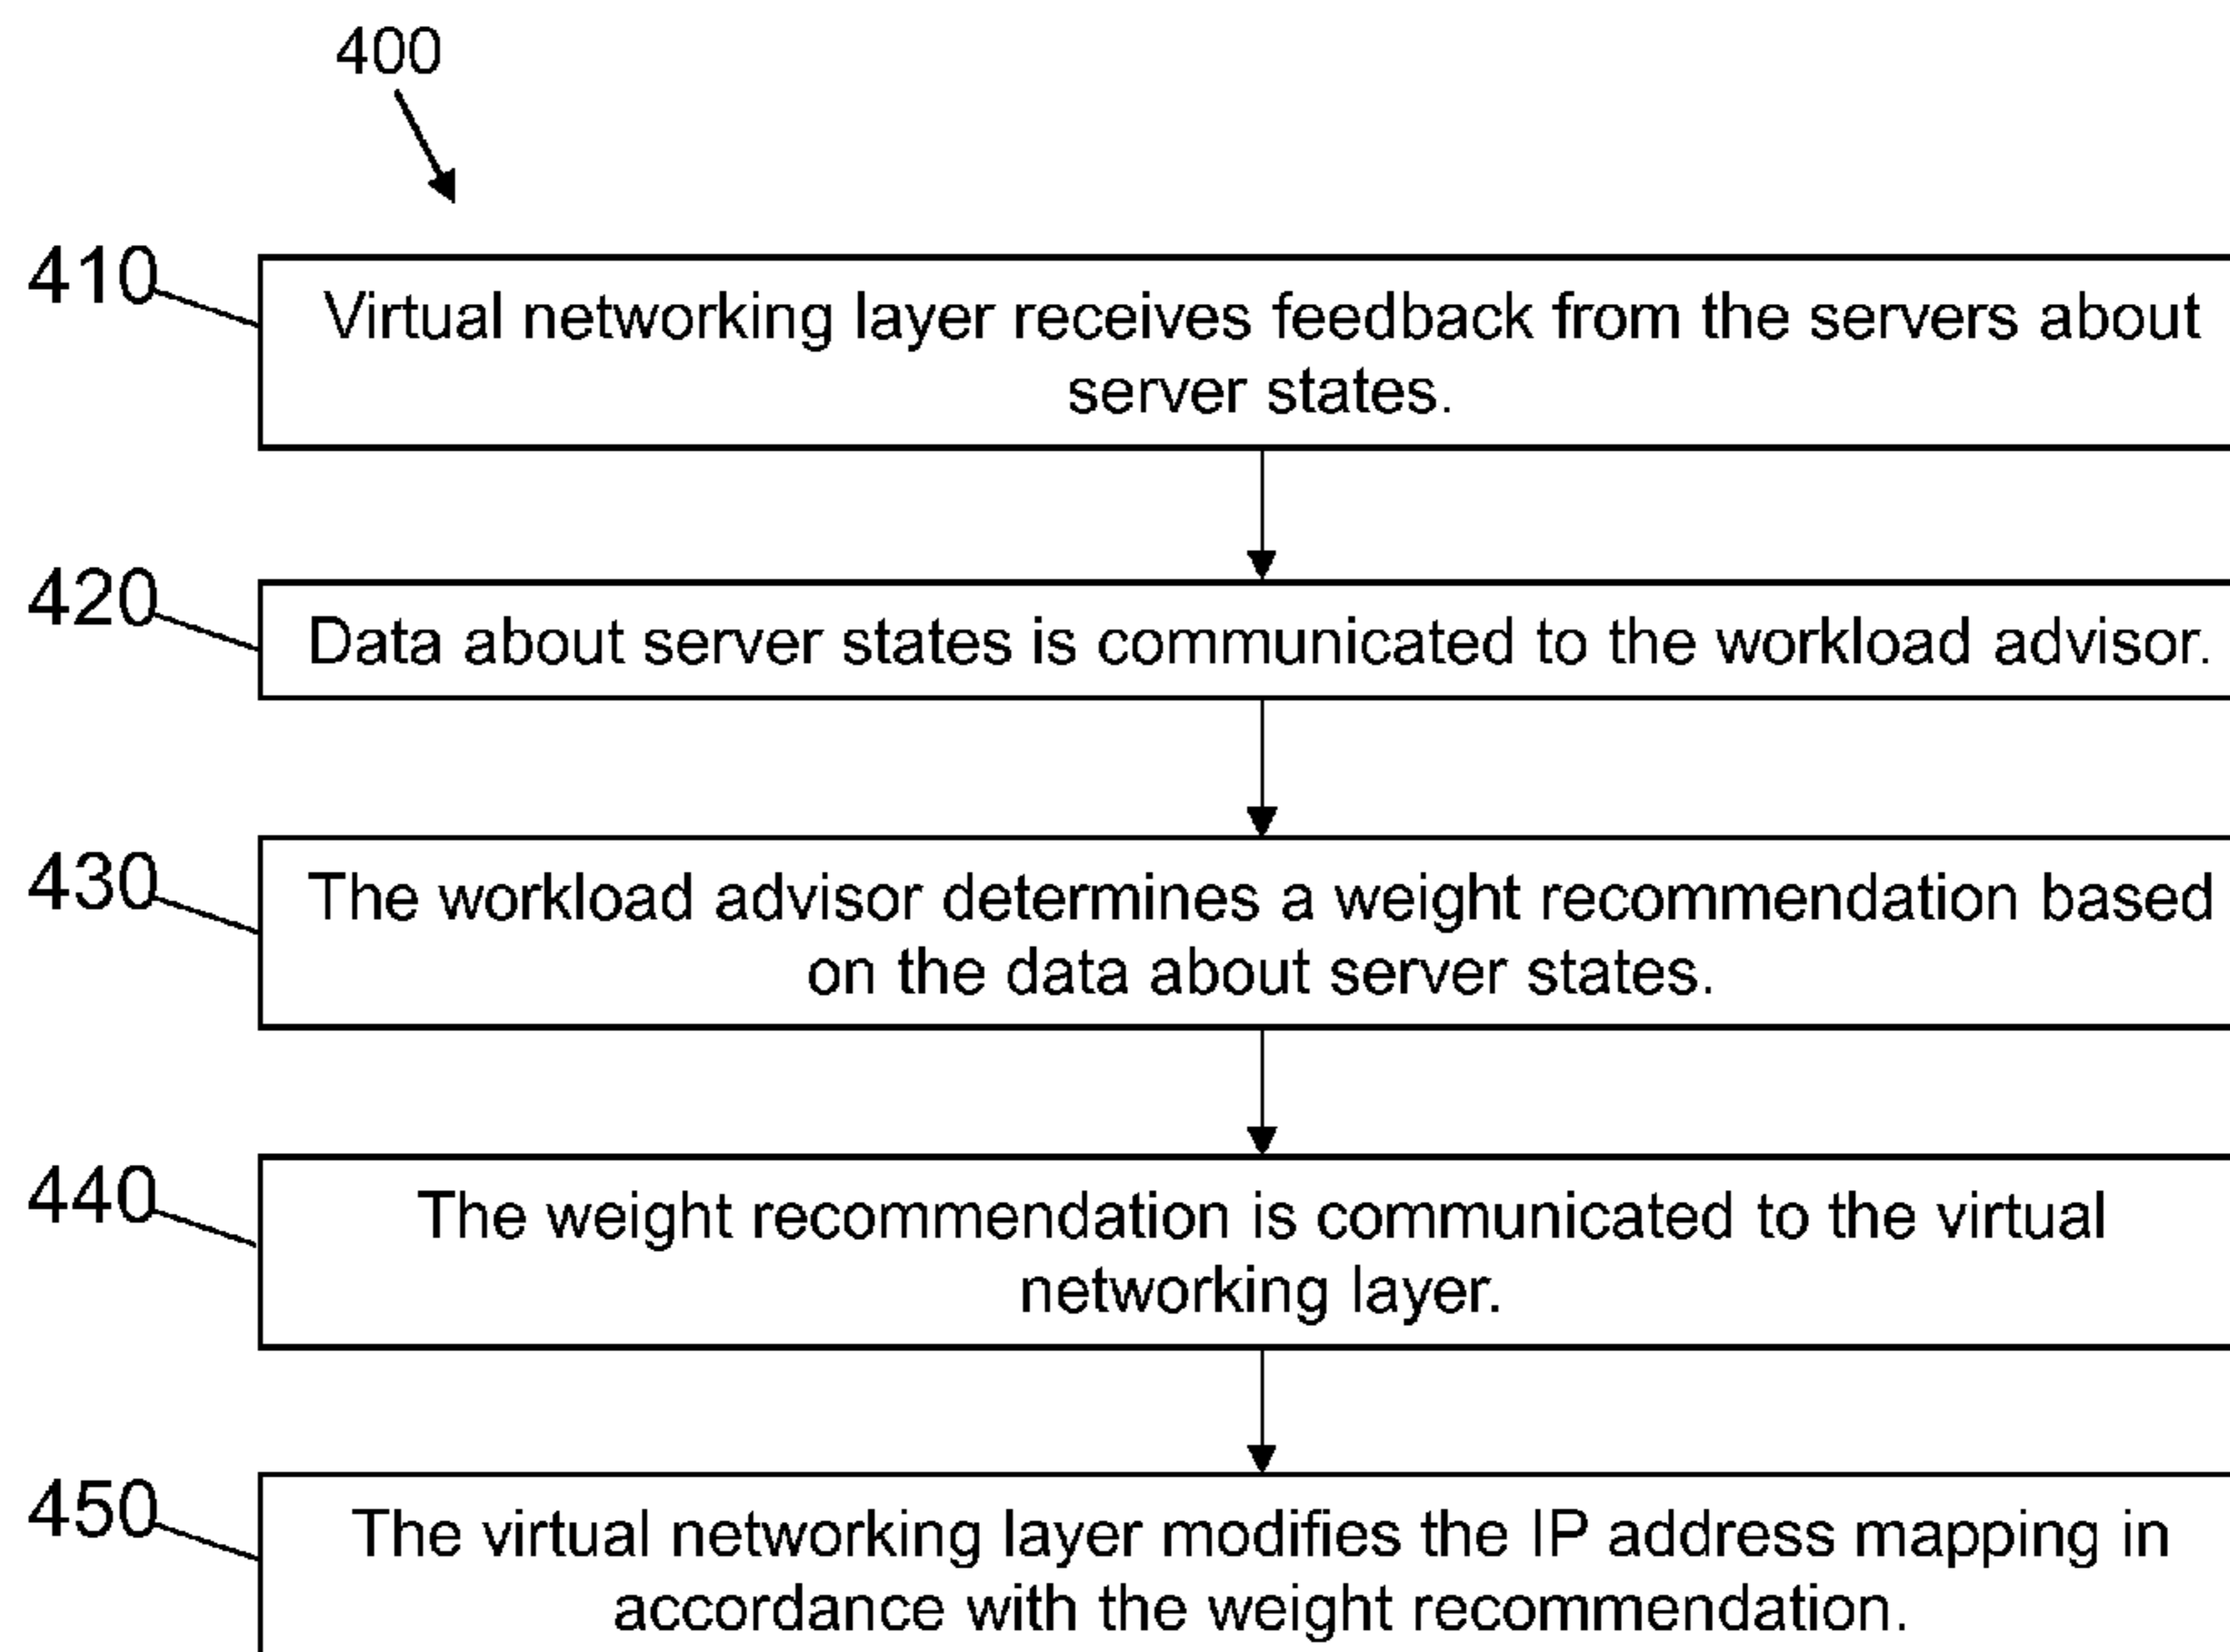 400
410
Virtual networking layer receives feedback from the servers about
server states.
420
Data about server states is communicated to the workload advisor.
430
The workload advisor determines a weight recommendation based
on the data about server states.
440
The weight recommendation is communicated to the virtual
networking layer.
450
The virtual networking layer modifies the IP address mapping in
accordance with the weight recommendation.